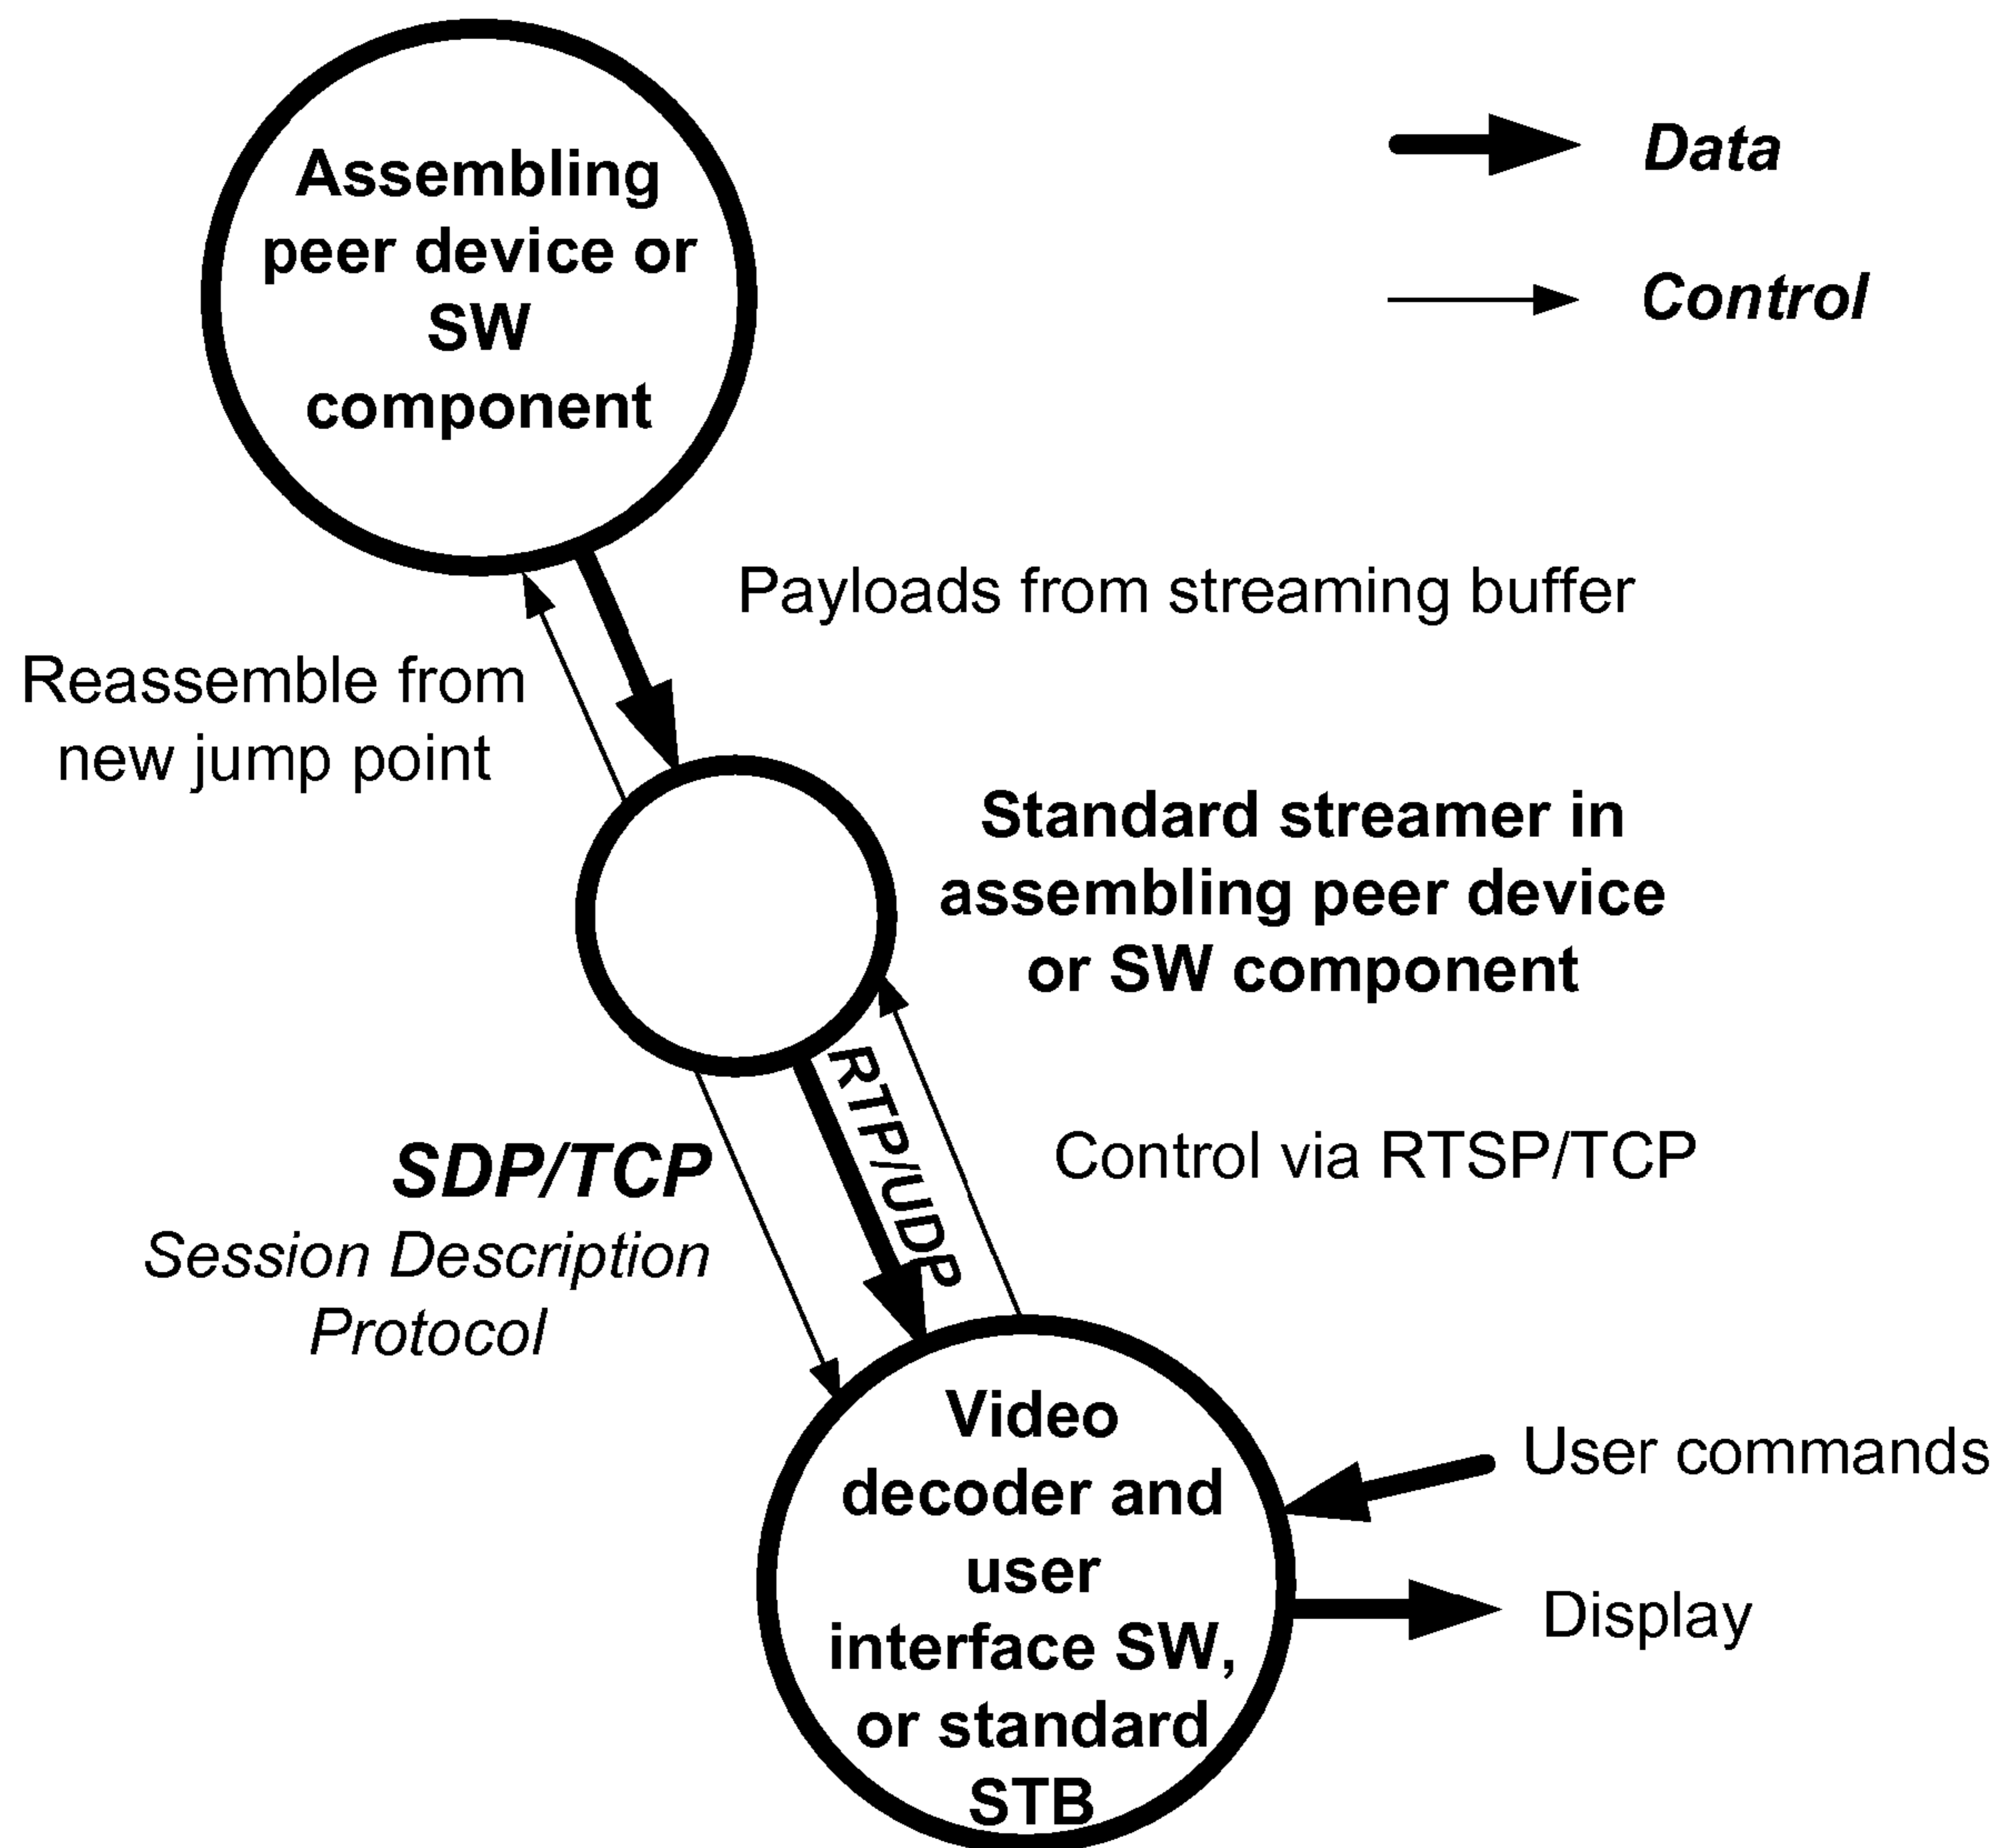 Assembling
peer device or
SW
component
Data
Control
Payloads from streaming buffer
Reassemble from
new jump point
Standard streamer in
assembling peer device
or SW component
RTP/UDP
SDP/TCP
Session Description
Protocol
Control via RTSP/TCP
Video
decoder and
user
interface SW,
or standard
STB
User commands
Display